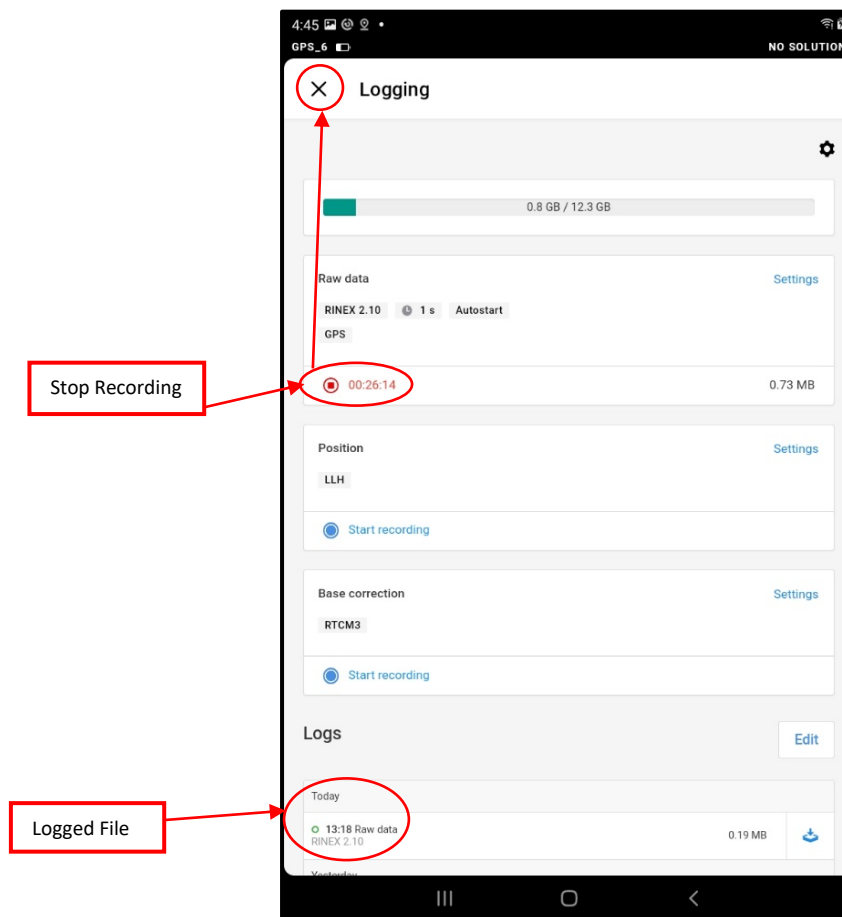 4:45
GPS_6
NO SOLUTION
Logging
0.8 GB / 12.3 GB
Raw data
Settings
RINEX 2.10 1 s Autostart
GPS
Stop Recording
00:26:14
0.73 MB
Position
Settings
LLH
Start recording
Base correction
Settings
RTCM3
Start recording
Logs
Edit
Today
Logged File
13:18 Raw data
RINEX 2.10
0.19 MB
Yesterday